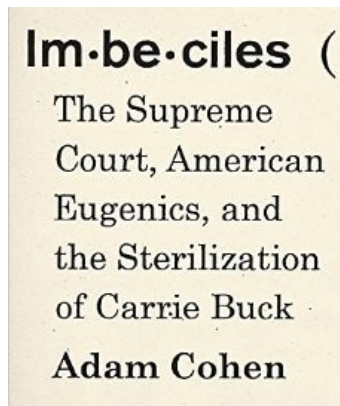 Im·be·ciles (
The Supreme
Court, American
Eugenics, and
the Sterilization
of Carrie Buck
Adam Cohen